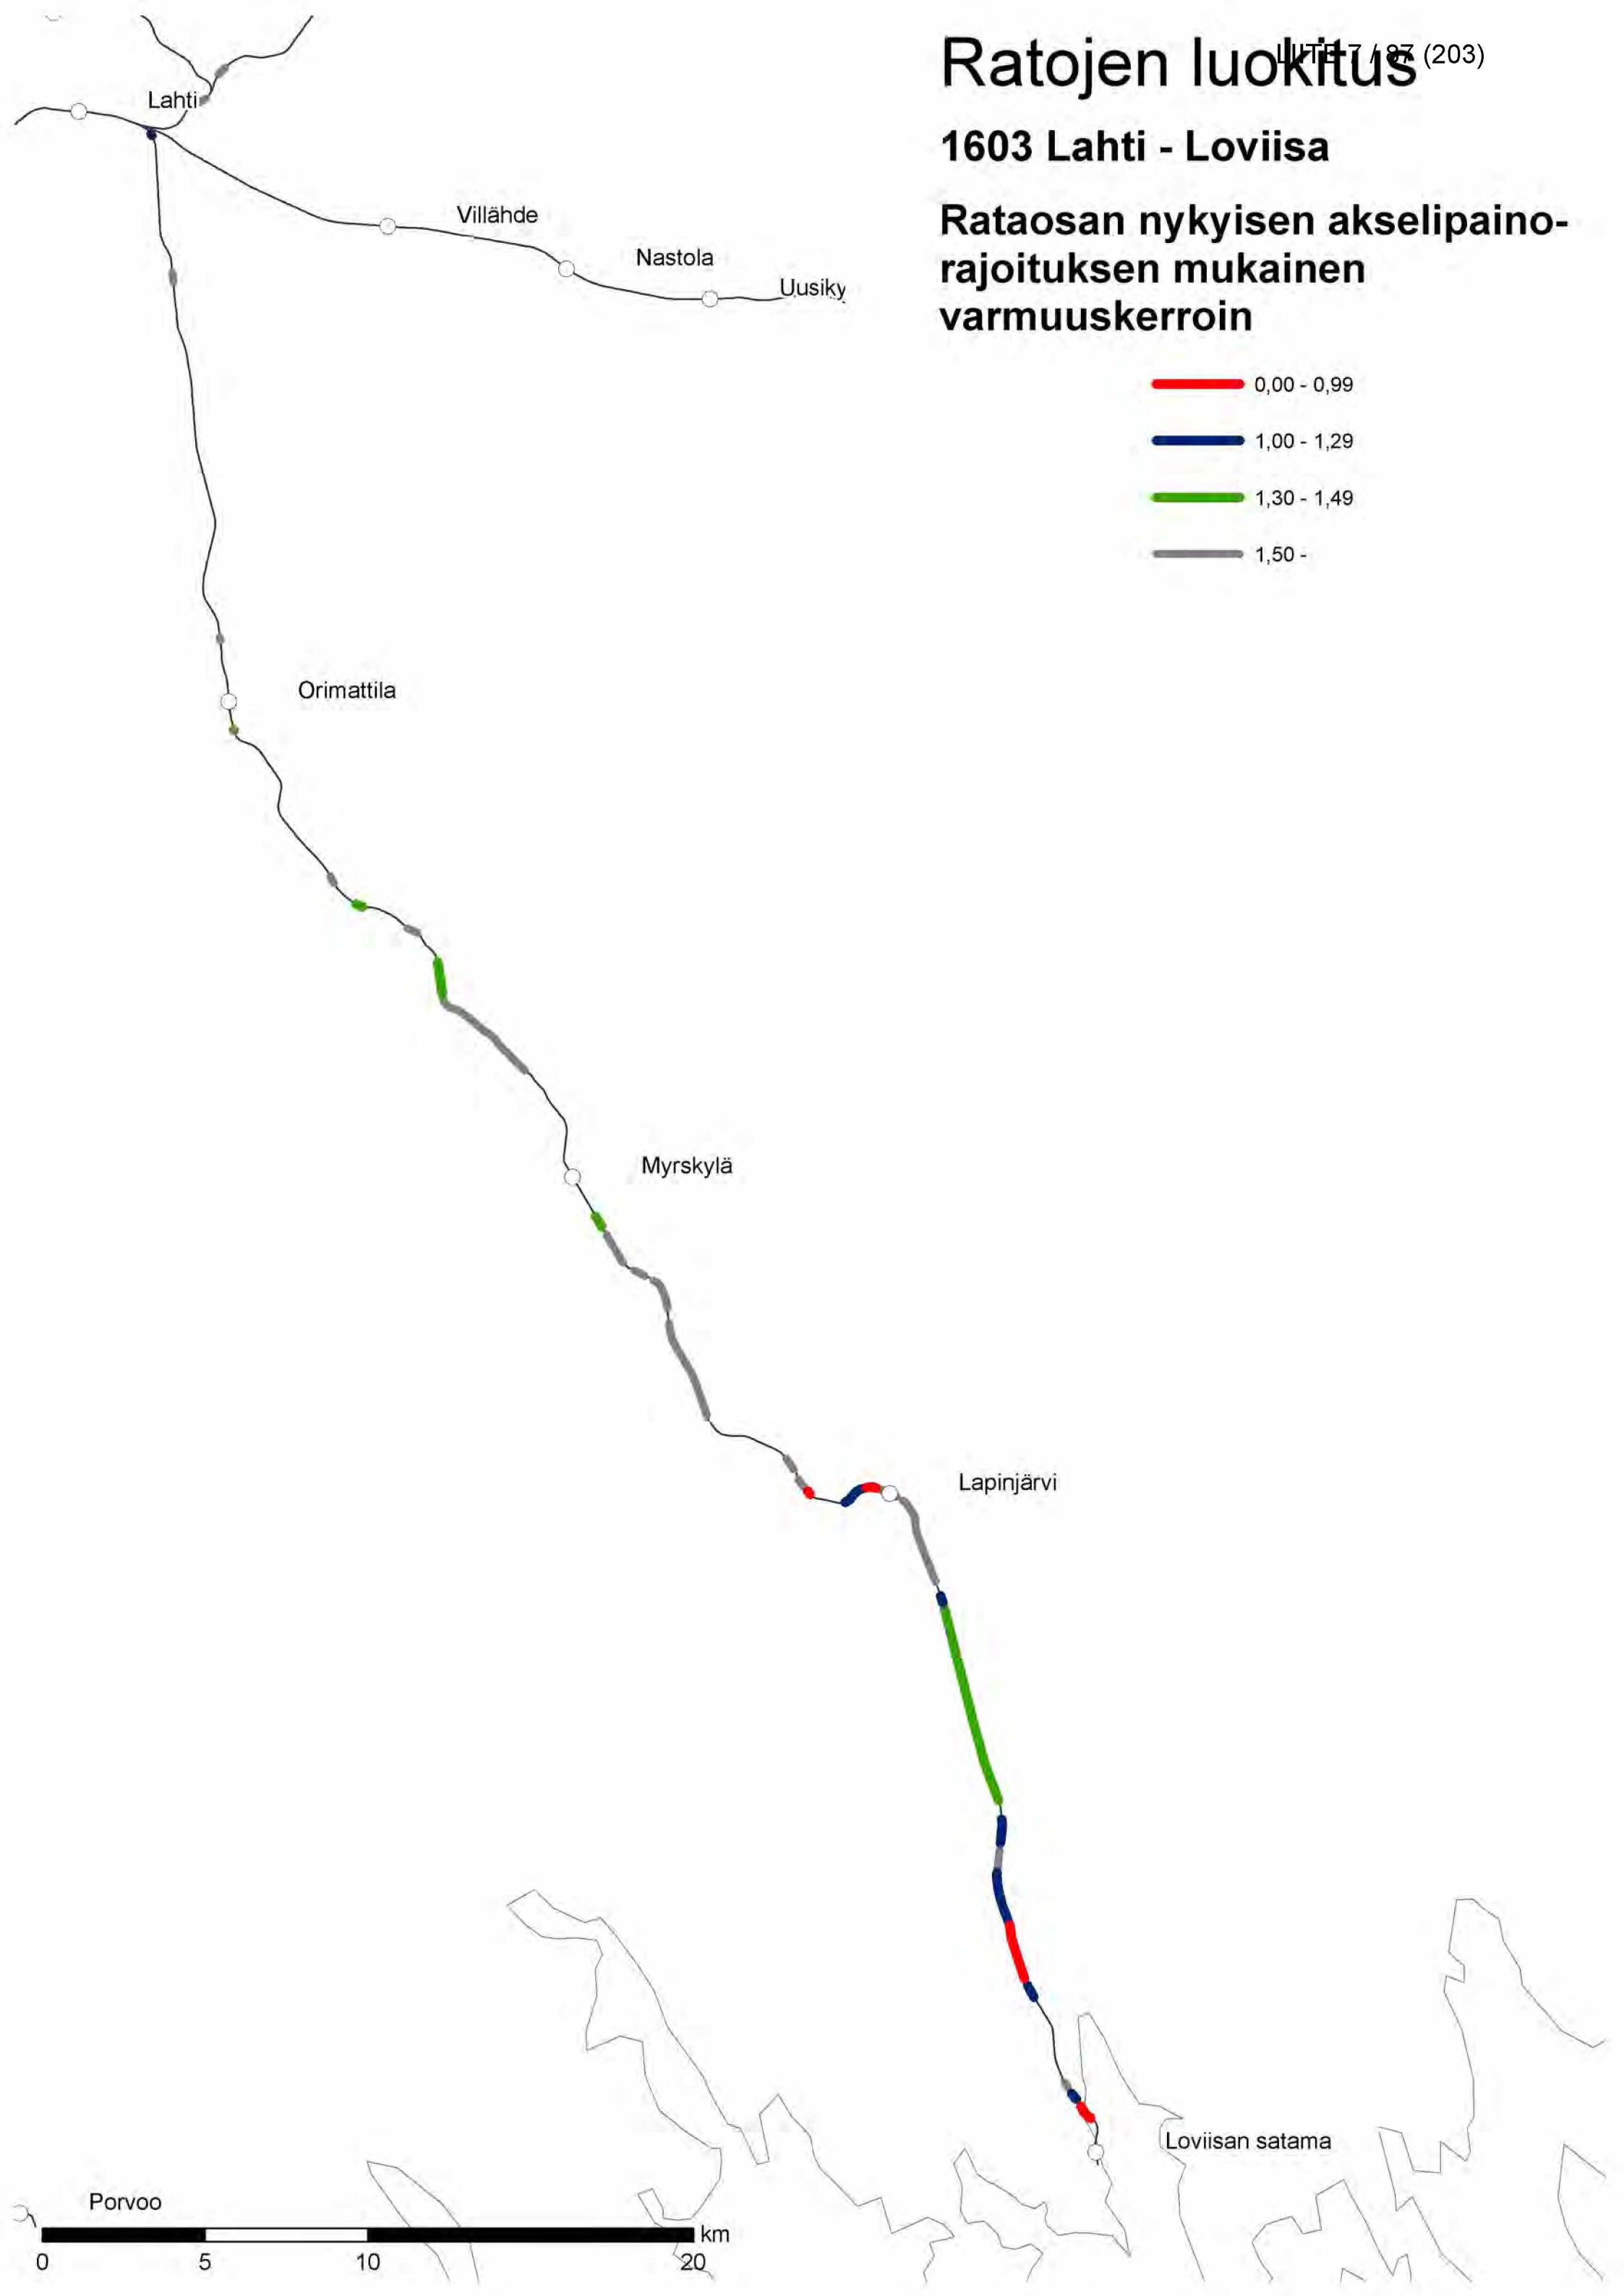 Ratojen luokitus
LIITE 7 / 87 (203)
1603 Lahti - Loviisa
Rataosan nykyisen akselipaino-
rajoituksen mukainen
varmuuskerroin
0,00 - 0,99
1,00 - 1,29
1,30 - 1,49
1,50 -
Lahti
Villähde
Nastola
Uusiky
Orimattila
Myrskylä
Lapinjärvi
Loviisan satama
Porvoo
km
0 5 10 20